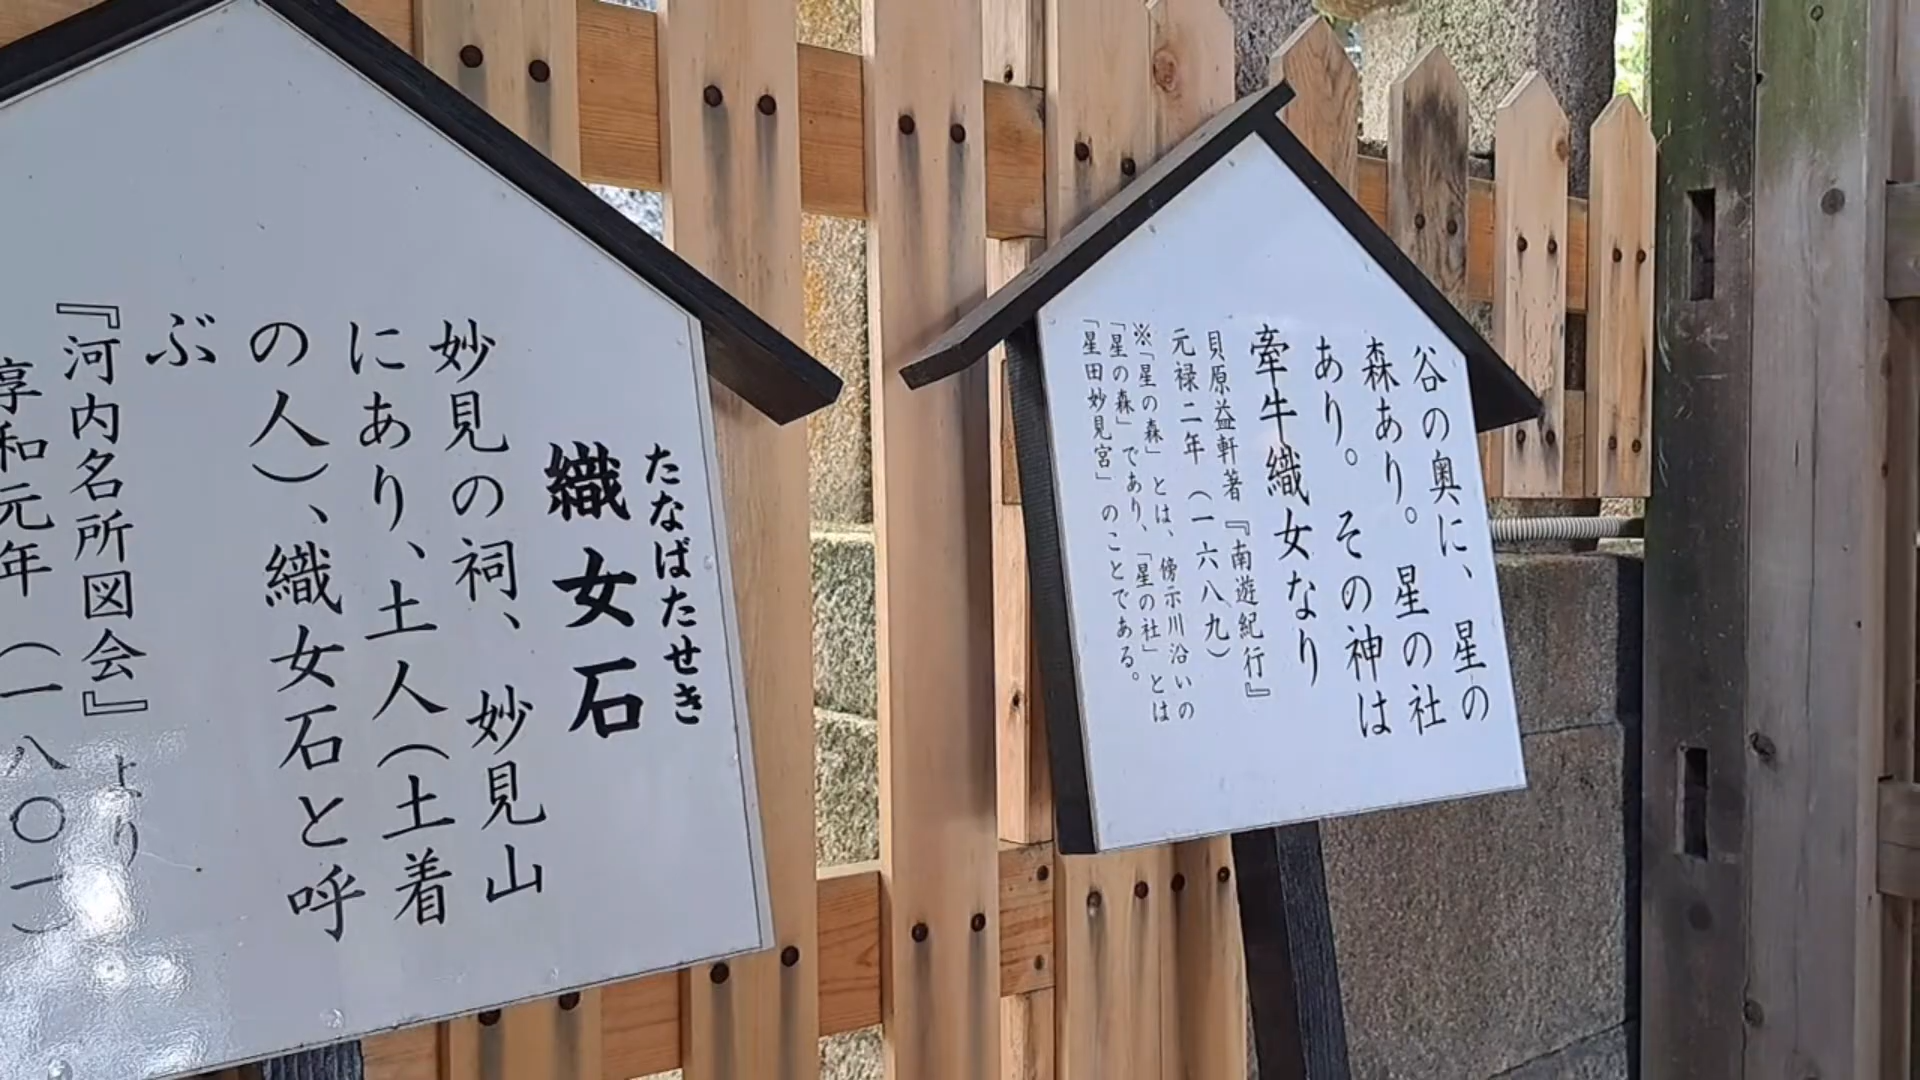 谷の奥に、星の
森あり。星の社
あり。その神は
牽牛織女なり
貝原益軒著『南遊紀行』
元禄二年（一六八九）
※「星の森」とは、傍示川沿いの
「星の森」であり、「星の社」とは
「星田妙見宮」のことである。
たなばたせき
織女石
妙見の祠、妙見山
にあり、土人（土着
の人）、織女石と呼
ぶ
『河内名所図会』より
享和元年（一八〇一）